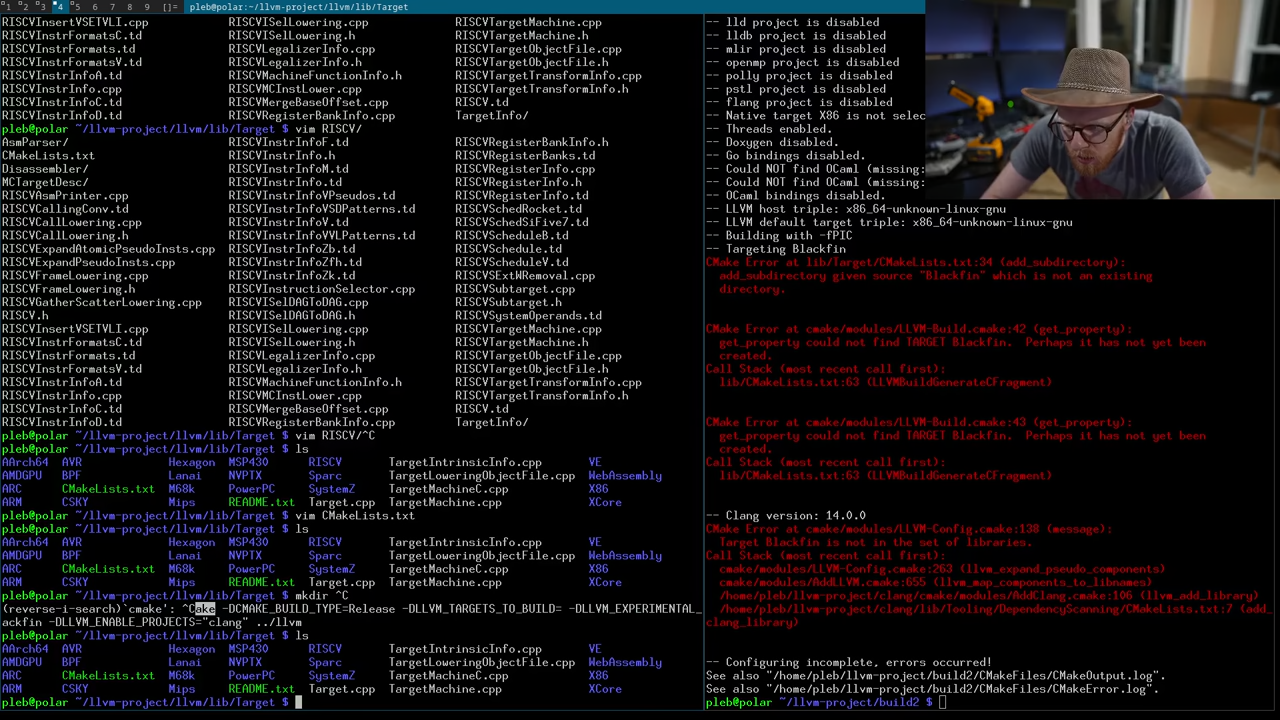 1 2 3 4 5 6 7 8 9 []= pleb@polar:~/llvm-project/llvm/lib/Target
RISCVInstrFormatsC.td RISCVISelLowering.cpp RISCVTargetMachine.cpp
RISCVInstrFormatsC.td RISCVISelLowering.h RISCVTargetMachine.h
RISCVInstrFormats.td RISCVLegalizerInfo.cpp RISCVTargetObjectFile.cpp
RISCVInstrFormatsV.td RISCVLegalizerInfo.h RISCVTargetObjectFile.h
RISCVInstrInfoA.td RISCVMachineFunctionInfo.h RISCVTargetTransformInfo.cpp
RISCVInstrInfo.cpp RISCVMCInstLower.cpp RISCVTargetTransformInfo.h
RISCVInstrInfoC.td RISCVMergeBaseOffset.cpp RISCV.td
RISCVInstrInfoD.td RISCVRegisterBankInfo.cpp TargetInfo/
pleb@polar ~/llvm-project/llvm/lib/Target $ vim RISCV/
AsmParser/ RISCVInstrInfoF.td RISCVRegisterBankInfo.h
CMakeLists.txt RISCVInstrInfo.h RISCVRegisterBanks.td
Disassembler/ RISCVInstrInfoM.td RISCVRegisterInfo.cpp
MCTargetDesc/ RISCVInstrInfo.td RISCVRegisterInfo.h
RISCVAsmPrinter.cpp RISCVInstrInfoVPseudos.td RISCVRegisterInfo.td
RISCVCallingConv.td RISCVInstrInfoVSDPatterns.td RISCVSchedRocket.td
RISCVCallLowering.cpp RISCVInstrInfoV.td RISCVSchedSiFive7.td
RISCVCallLowering.h RISCVInstrInfoVVLPatterns.td RISCVScheduleB.td
RISCVExpandAtomicPseudoInsts.cpp RISCVInstrInfoZb.td RISCVSchedule.td
RISCVExpandPseudoInsts.cpp RISCVInstrInfoZfh.td RISCVScheduleV.td
RISCVFrameLowering.cpp RISCVInstrInfoZk.td RISCVSExtWRemoval.cpp
RISCVFrameLowering.h RISCVInstructionSelector.cpp RISCVSubtarget.cpp
RISCVGatherScatterLowering.cpp RISCVISelDAGToDAG.cpp RISCVSubtarget.h
RISCV.h RISCVISelDAGToDAG.h RISCVSystemOperands.td
RISCVInsertVSETVLI.cpp RISCVISelLowering.cpp RISCVTargetMachine.cpp
RISCVInstrFormatsC.td RISCVISelLowering.h RISCVTargetMachine.h
RISCVInstrFormats.td RISCVLegalizerInfo.cpp RISCVTargetObjectFile.cpp
RISCVInstrFormatsV.td RISCVLegalizerInfo.h RISCVTargetObjectFile.h
RISCVInstrInfoA.td RISCVMachineFunctionInfo.h RISCVTargetTransformInfo.cpp
RISCVInstrInfo.cpp RISCVMCInstLower.cpp RISCVTargetTransformInfo.h
RISCVInstrInfoC.td RISCVMergeBaseOffset.cpp RISCV.td
RISCVInstrInfoD.td RISCVRegisterBankInfo.cpp TargetInfo/
pleb@polar ~/llvm-project/llvm/lib/Target $ vim RISCV/^C
pleb@polar ~/llvm-project/llvm/lib/Target $ ls
AArch64 AVR Hexagon MSP430 RISCV TargetIntrinsicInfo.cpp VE
AMDGPU BPF Lanai NVPTX Sparc TargetLoweringObjectFile.cpp WebAssembly
ARC CMakeLists.txt M68k PowerPC SystemZ TargetMachineC.cpp X86
ARM CSKY Mips README.txt Target.cpp TargetMachine.cpp XCore
pleb@polar ~/llvm-project/llvm/lib/Target $ vim CMakeLists.txt
pleb@polar ~/llvm-project/llvm/lib/Target $ ls
AArch64 AVR Hexagon MSP430 RISCV TargetIntrinsicInfo.cpp VE
AMDGPU BPF Lanai NVPTX Sparc TargetLoweringObjectFile.cpp WebAssembly
ARC CMakeLists.txt M68k PowerPC SystemZ TargetMachineC.cpp X86
ARM CSKY Mips README.txt Target.cpp TargetMachine.cpp XCore
pleb@polar ~/llvm-project/llvm/lib/Target $ mkdir ^C
(reverse-i-search)`cmake': ^Cake -DCMAKE_BUILD_TYPE=Release -DLLVM_TARGETS_TO_BUILD= -DLLVM_EXPERIMENTAL_
ackfin -DLLVM_ENABLE_PROJECTS="clang" ../llvm
pleb@polar ~/llvm-project/llvm/lib/Target $ ls
AArch64 AVR Hexagon MSP430 RISCV TargetIntrinsicInfo.cpp VE
AMDGPU BPF Lanai NVPTX Sparc TargetLoweringObjectFile.cpp WebAssembly
ARC CMakeLists.txt M68k PowerPC SystemZ TargetMachineC.cpp X86
ARM CSKY Mips README.txt Target.cpp TargetMachine.cpp XCore
pleb@polar ~/llvm-project/llvm/lib/Target $
-- lld project is disabled
-- lldb project is disabled
-- mlir project is disabled
-- openmp project is disabled
-- polly project is disabled
-- pstl project is disabled
-- flang project is disabled
-- Native target X86 is not selec
-- Threads enabled.
-- Doxygen disabled.
-- Go bindings disabled.
-- Could NOT find OCaml (missing:
-- Could NOT find OCaml (missing:
-- OCaml bindings disabled.
-- LLVM host triple: x86_64-unknown-linux-gnu
-- LLVM default target triple: x86_64-unknown-linux-gnu
-- Building with -fPIC
-- Targeting Blackfin
CMake Error at lib/Target/CMakeLists.txt:34 (add_subdirectory):
add_subdirectory given source "Blackfin" which is not an existing
directory.
CMake Error at cmake/modules/LLVM-Build.cmake:42 (get_property):
get_property could not find TARGET Blackfin. Perhaps it has not yet been
created.
Call Stack (most recent call first):
lib/CMakeLists.txt:63 (LLVMBuildGenerateCFragment)
CMake Error at cmake/modules/LLVM-Build.cmake:43 (get_property):
get_property could not find TARGET Blackfin. Perhaps it has not yet been
created.
Call Stack (most recent call first):
lib/CMakeLists.txt:63 (LLVMBuildGenerateCFragment)
-- Clang version: 14.0.0
CMake Error at cmake/modules/LLVM-Config.cmake:138 (message):
Target Blackfin is not in the set of libraries.
Call Stack (most recent call first):
cmake/modules/LLVM-Config.cmake:263 (llvm_expand_pseudo_components)
cmake/modules/AddLLVM.cmake:655 (llvm_map_components_to_libnames)
/home/pleb/llvm-project/clang/cmake/modules/AddClang.cmake:106 (llvm_add_library)
/home/pleb/llvm-project/clang/lib/Tooling/DependencyScanning/CMakeLists.txt:7 (add_
clang_library)
-- Configuring incomplete, errors occurred!
See also "/home/pleb/llvm-project/build2/CMakeFiles/CMakeOutput.log".
See also "/home/pleb/llvm-project/build2/CMakeFiles/CMakeError.log".
pleb@polar ~/llvm-project/build2 $